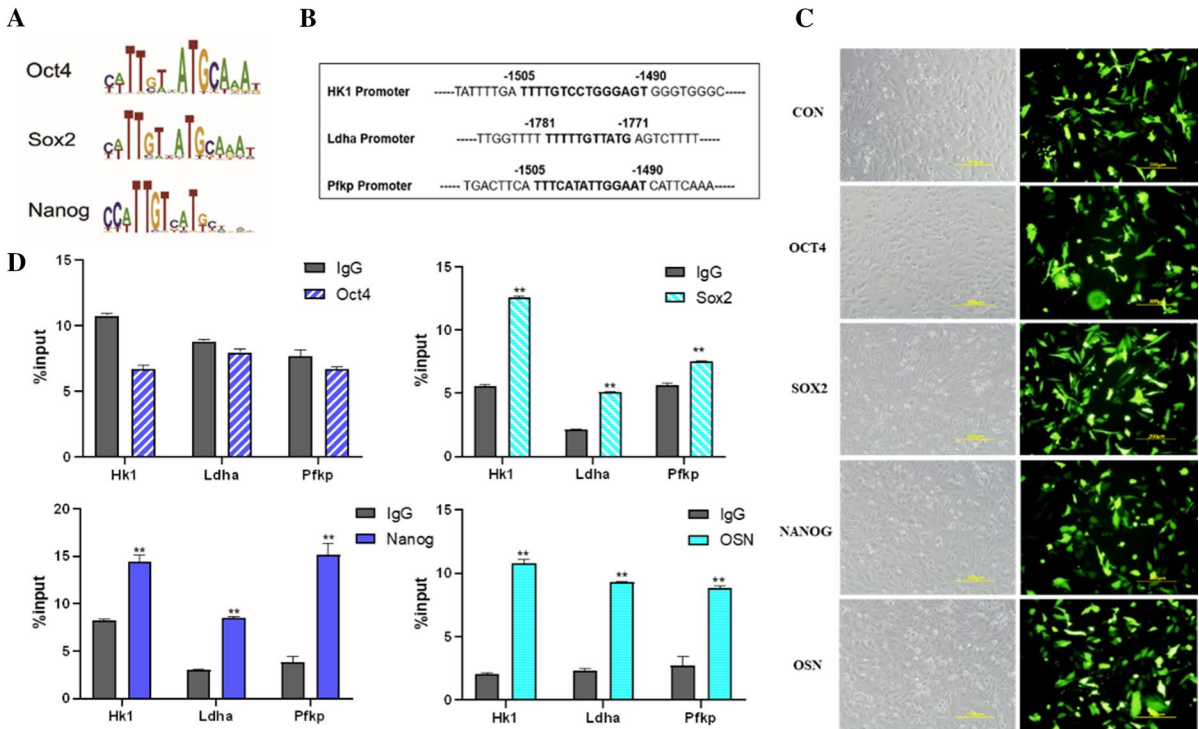 A
Oct4
Sox2
Nanog
B
-1505 -1490
HK1 Promoter -----TATTTTGA TTTTGTCCTGGGAGT GGGTGGGC-----
-1781 -1771
Ldha Promoter -----TTGGTTTT TTTTTGTTATG AGTCTTTT-----
-1505 -1490
Pfkp Promoter ----- TGACTTCA TTTCATATTGGAAT CATTCAAA-----
C
CON
OCT4
SOX2
NANOG
OSN
200μm
200μm
D
15
10
5
0
%input
IgG
Oct4
Hk1 Ldha Pfkp
15
10
5
0
%input
IgG
Sox2
** ** **
Hk1 Ldha Pfkp
20
15
10
5
0
%input
IgG
Nanog
** ** **
Hk1 Ldha Pfkp
15
10
5
0
%input
IgG
OSN
** ** **
Hk1 Ldha Pfkp